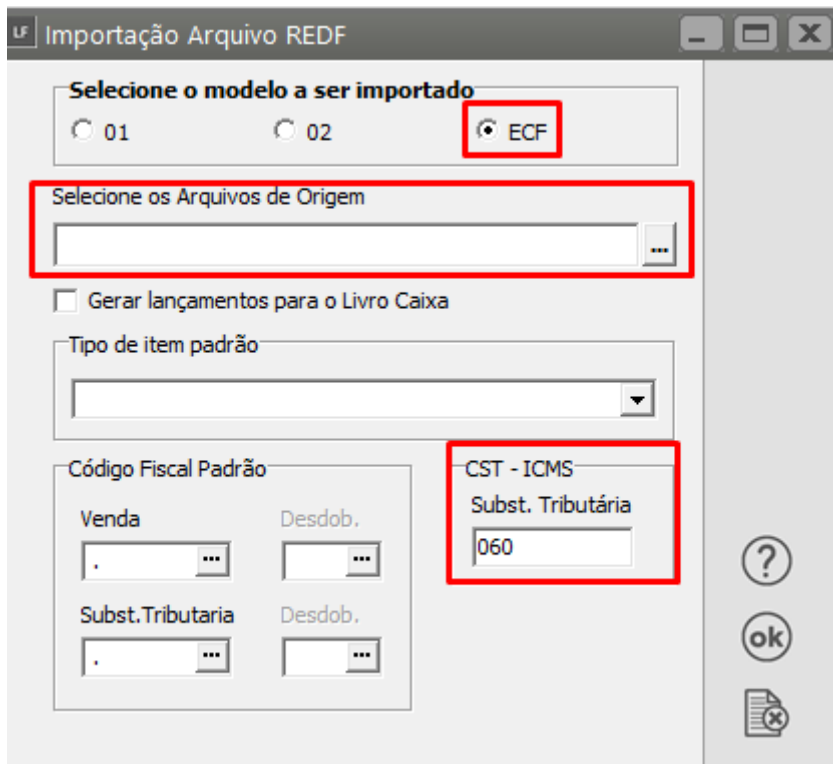 LF Importação Arquivo REDF
Selecione o modelo a ser importado
01 02 ECF
Selecione os Arquivos de Origem
...
Gerar lançamentos para o Livro Caixa
Tipo de item padrão
Código Fiscal Padrão
Venda Desdob.
. ... ...
Subst.Tributaria Desdob.
. ... ...
CST - ICMS
Subst. Tributária
060
?
ok